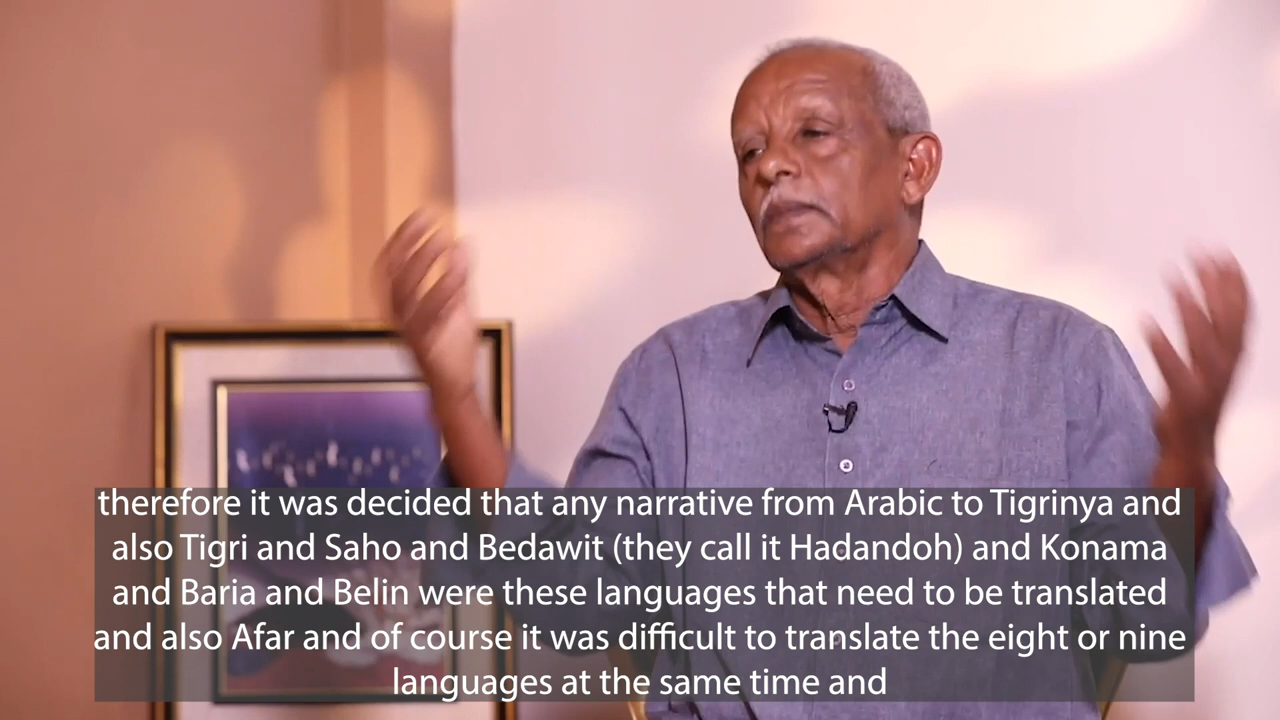 therefore it was decided that any narrative from Arabic to Tigrinya and
also Tigri and Saho and Bedawit (they call it Hadandoh) and Konama
and Baria and Belin were these languages that need to be translated
and also Afar and of course it was difficult to translate the eight or nine
languages at the same time and